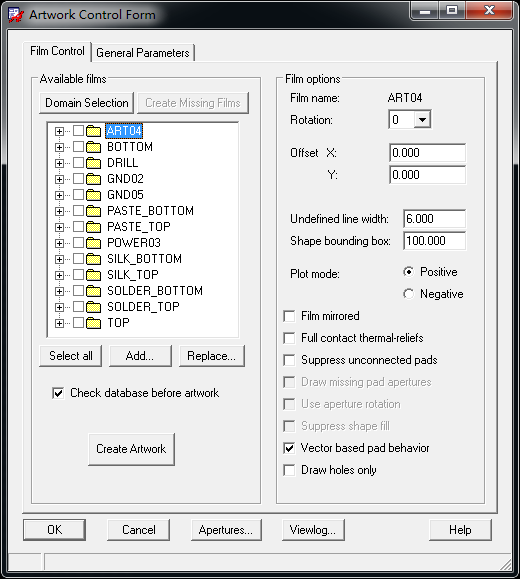 Artwork Control Form
Film Control
General Parameters
Available films
Domain Selection
Create Missing Films
ART04
BOTTOM
DRILL
GND02
GND05
PASTE_BOTTOM
PASTE_TOP
POWER03
SILK_BOTTOM
SILK_TOP
SOLDER_BOTTOM
SOLDER_TOP
TOP
Select all
Add...
Replace...
Check database before artwork
Create Artwork
Film options
Film name: ART04
Rotation: 0
Offset X: 0.000
Y: 0.000
Undefined line width: 6.000
Shape bounding box: 100.000
Plot mode: Positive
Negative
Film mirrored
Full contact thermal-reliefs
Suppress unconnected pads
Draw missing pad apertures
Use aperture rotation
Suppress shape fill
Vector based pad behavior
Draw holes only
OK
Cancel
Apertures...
Viewlog...
Help